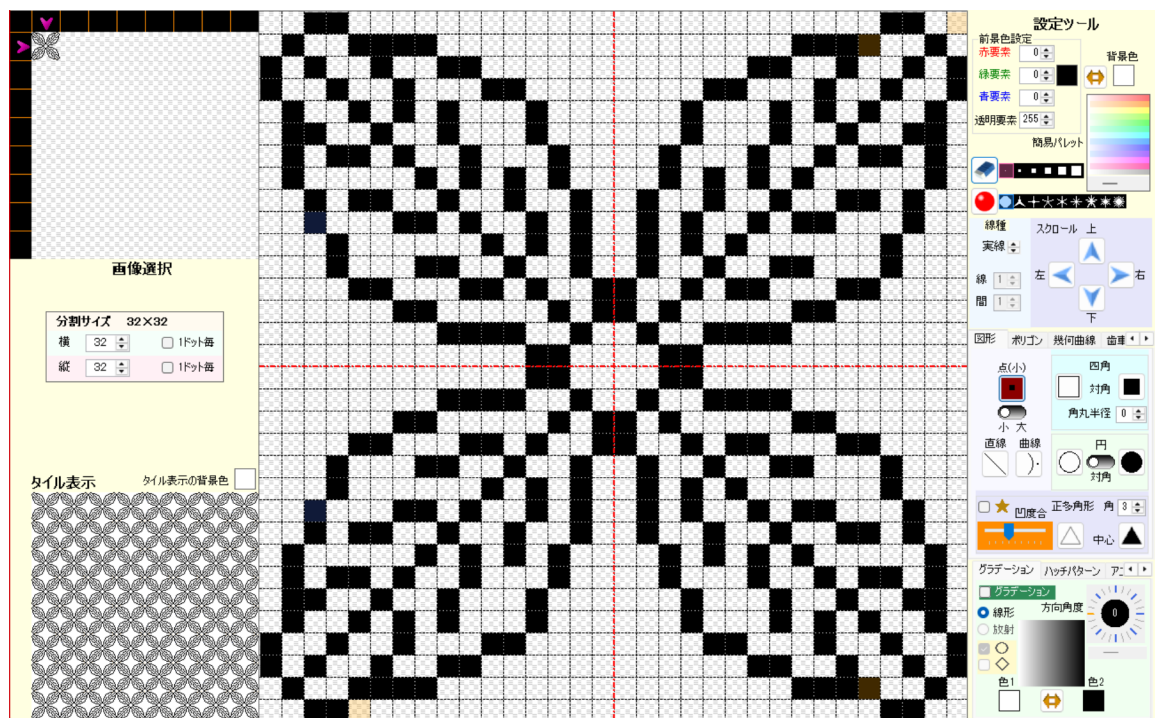 設定ツール
前景色設定
赤要素 0
背景色
緑要素 0
青要素 0
透明要素 255
簡易パレット
線種
スクロール 上
実線
左
右
線 1
間 1
下
画像選択
分割サイズ 32×32
横 32 1ドット毎
縦 32 1ドット毎
図形 ポリゴン 幾何曲線 歯車
点(小)
四角
対角
小 大
角丸半径 0
直線 曲線
円
対角
タイル表示 タイル表示の背景色
凹度合
正多角形 角 3
中心
グラデーション ハッチパターン
グラデーション
線形
方向角度
0
放射
色1
色2